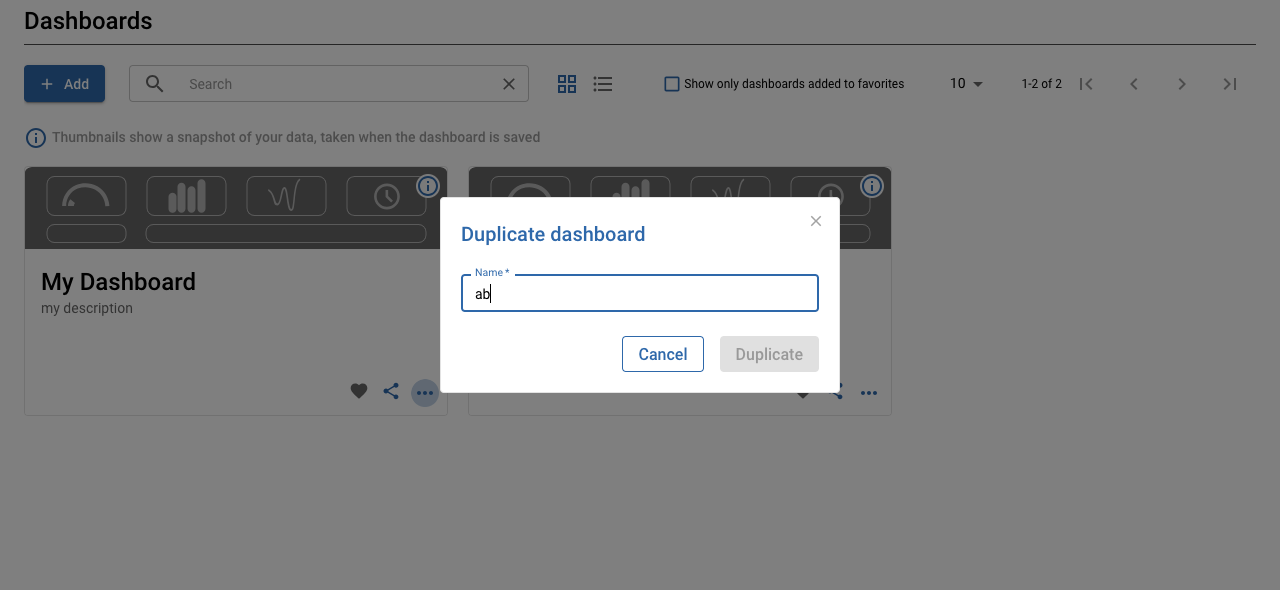 Dashboards
Add
Search
Show only dashboards added to favorites
10
1-2 of 2
Thumbnails show a snapshot of your data, taken when the dashboard is saved
My Dashboard
my description
Duplicate dashboard
Name *
ab
Cancel
Duplicate